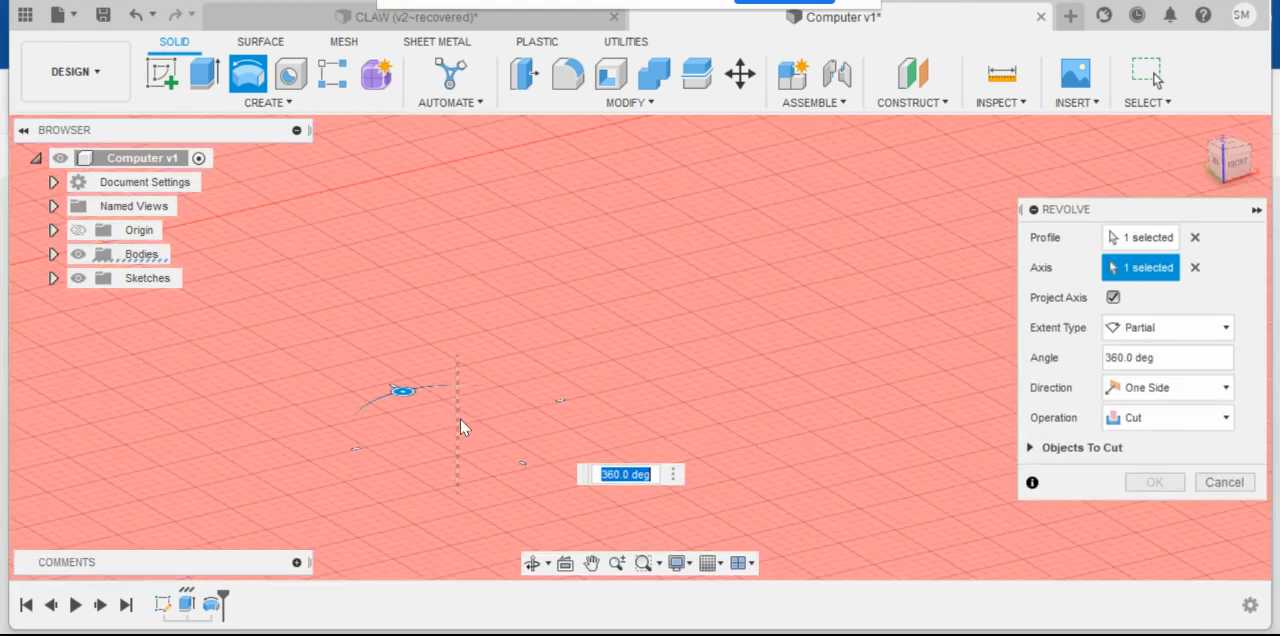 CLAW (v2~recovered)*
Computer v1*
SM
DESIGN
SOLID
SURFACE
MESH
SHEET METAL
PLASTIC
UTILITIES
CREATE
AUTOMATE
MODIFY
ASSEMBLE
CONSTRUCT
INSPECT
INSERT
SELECT
BROWSER
Computer v1
Document Settings
Named Views
Origin
Bodies
Sketches
FRONT
REVOLVE
Profile 1 selected
Axis 1 selected
Project Axis
Extent Type Partial
Angle 360.0 deg
Direction One Side
Operation Cut
Objects To Cut
OK Cancel
360.0 deg
COMMENTS